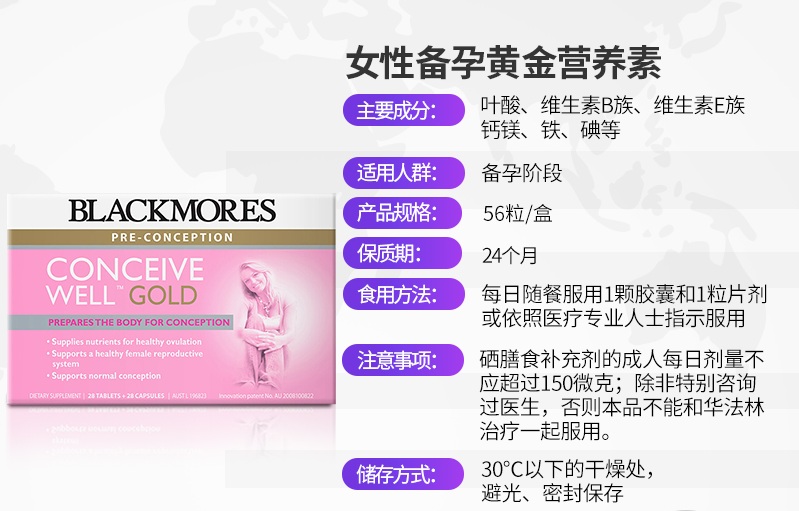 女性备孕黄金营养素
主要成分：
叶酸、维生素B族、维生素E族
钙镁、铁、碘等
适用人群：
备孕阶段
产品规格：
56粒/盒
保质期：
24个月
食用方法：
每日随餐服用1颗胶囊和1粒片剂
或依照医疗专业人士指示服用
注意事项：
硒膳食补充剂的成人每日剂量不
应超过150微克；除非特别咨询
过医生，否则本品不能和华法林
治疗一起服用。
储存方式：
30℃以下的干燥处，
避光、密封保存
BLACKMORES
PRE-CONCEPTION
CONCEIVE
WELL™ GOLD
PREPARES THE BODY FOR CONCEPTION
• Supplies nutrients for healthy ovulation
• Supports a healthy female reproductive
system
• Supports normal conception
DIETARY SUPPLEMENT | 28 TABLETS + 28 CAPSULES | AUST L 196633 Innovation patent No. AU 2008100822